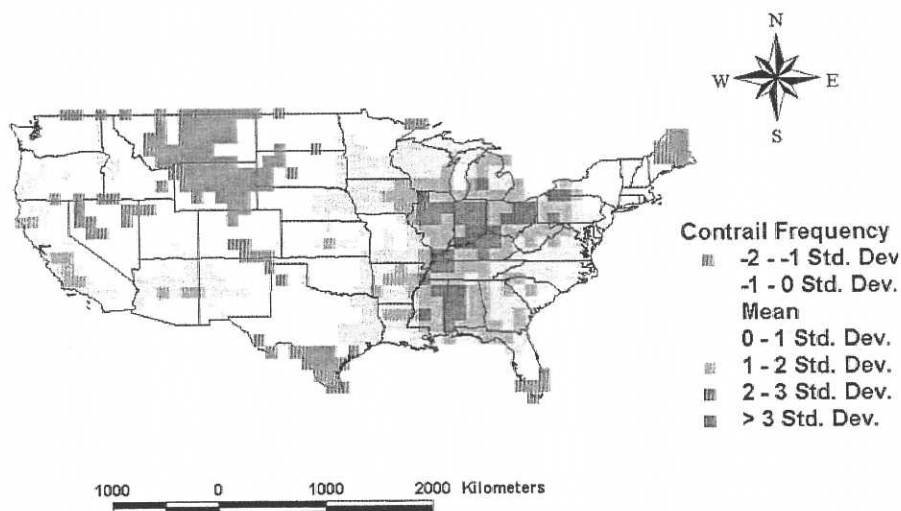 N
W E
S
Contrail Frequency
-2 - -1 Std. Dev
-1 - 0 Std. Dev.
Mean
0 - 1 Std. Dev.
1 - 2 Std. Dev.
2 - 3 Std. Dev.
> 3 Std. Dev.
1000 0 1000 2000 Kilometers